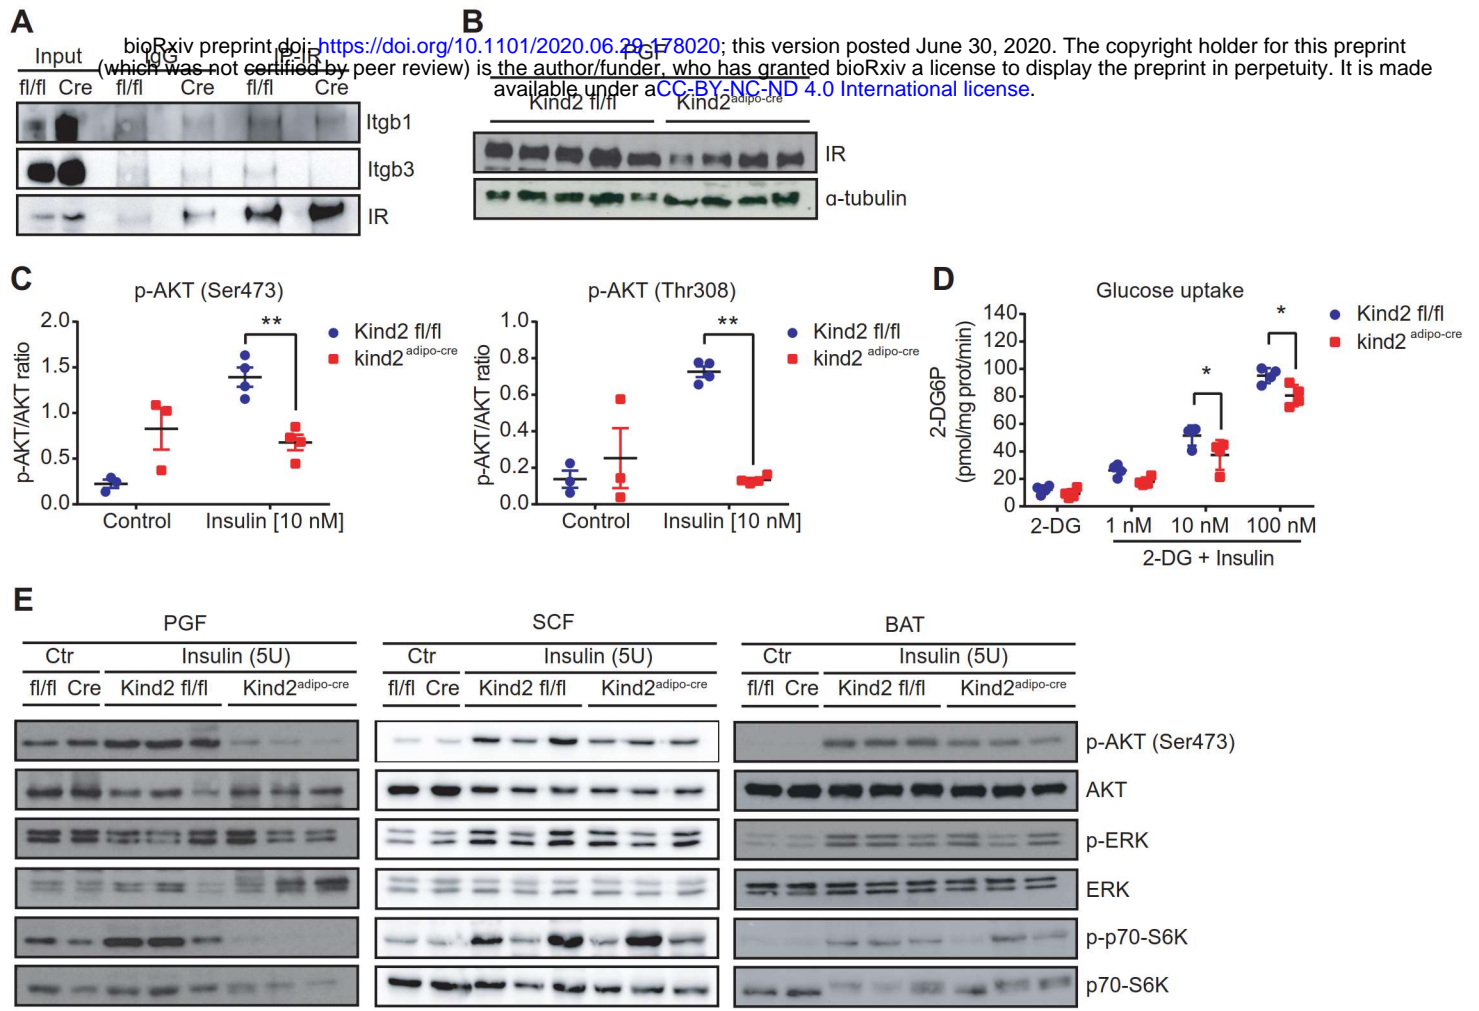 A
B
bioRxiv preprint doi: https://doi.org/10.1101/2020.06.29.178020; this version posted June 30, 2020. The copyright holder for this preprint
(which was not certified by peer review) is the author/funder, who has granted bioRxiv a license to display the preprint in perpetuity. It is made
available under aCC-BY-NC-ND 4.0 International license.
Input IgG IP-IR
fl/fl Cre fl/fl Cre fl/fl Cre
Itgb1
Itgb3
IR
PGF
Kind2 fl/fl Kind2adipo-cre
IR
α-tubulin
C
p-AKT (Ser473)
p-AKT/AKT ratio
2.0
1.5
1.0
0.5
0.0
**
Control Insulin [10 nM]
Kind2 fl/fl
kind2 adipo-cre
p-AKT (Thr308)
p-AKT/AKT ratio
1.0
0.8
0.6
0.4
0.2
0.0
**
Control Insulin [10 nM]
Kind2 fl/fl
kind2 adipo-cre
D
Glucose uptake
2-DG6P
(pmol/mg prot/min)
140
120
100
80
60
40
20
0
*
*
2-DG 1 nM 10 nM 100 nM
2-DG + Insulin
Kind2 fl/fl
kind2 adipo-cre
E
PGF SCF BAT
Ctr Insulin (5U) Ctr Insulin (5U) Ctr Insulin (5U)
fl/fl Cre Kind2 fl/fl Kind2adipo-cre fl/fl Cre Kind2 fl/fl Kind2adipo-cre fl/fl Cre Kind2 fl/fl Kind2adipo-cre
p-AKT (Ser473)
AKT
p-ERK
ERK
p-p70-S6K
p70-S6K